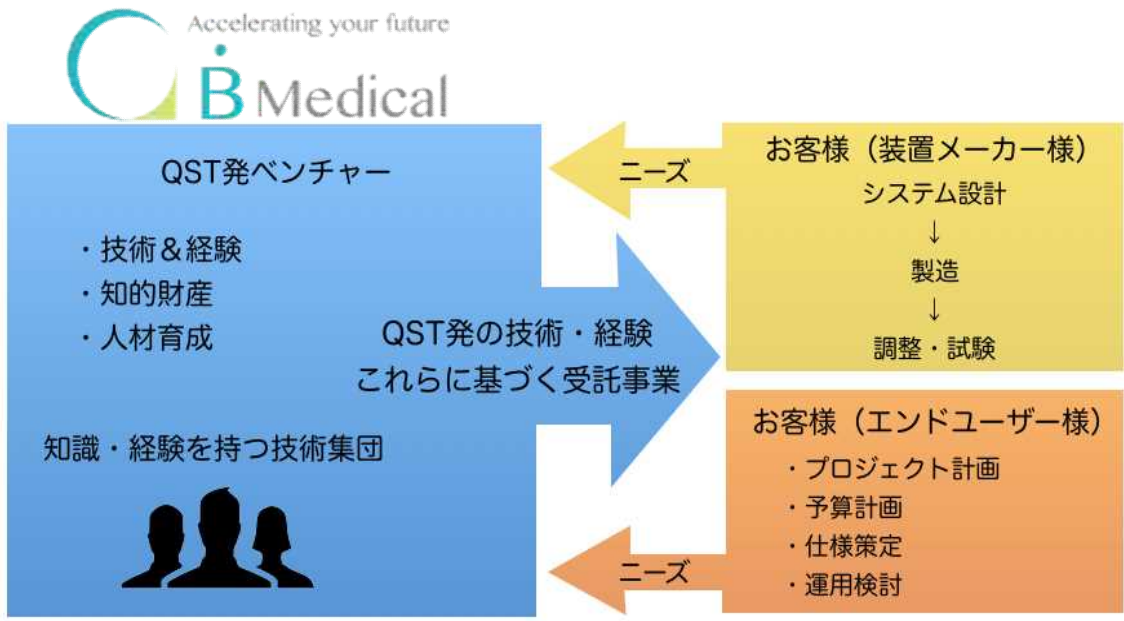 Accelerating your future
B Medical
QST発ベンチャー
・技術＆経験
・知的財産
・人材育成
知識・経験を持つ技術集団
QST発の技術・経験
これらに基づく受託事業
ニーズ
お客様（装置メーカー様）
システム設計
↓
製造
↓
調整・試験
ニーズ
お客様（エンドユーザー様）
・プロジェクト計画
・予算計画
・仕様策定
・運用検討